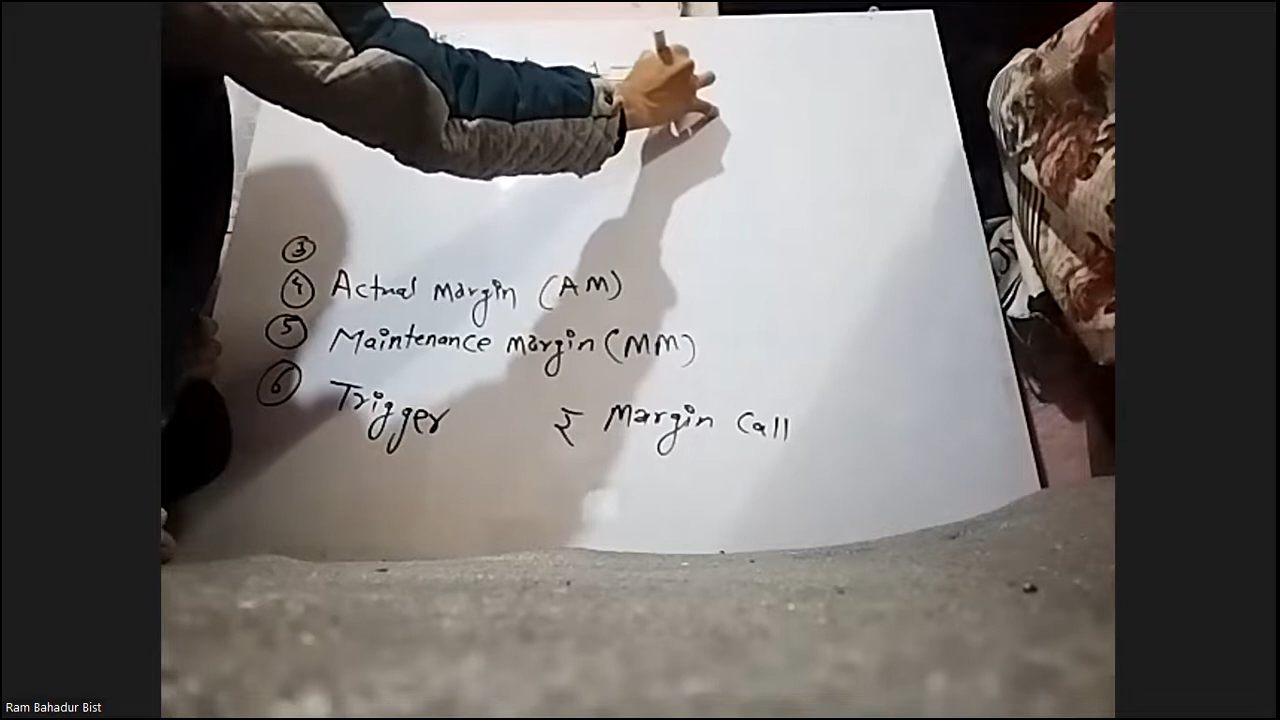 ③
④ Actual Margin (AM)
⑤ Maintenance Margin (MM)
⑥ Trigger Margin Call
Ram Bahadur Bist